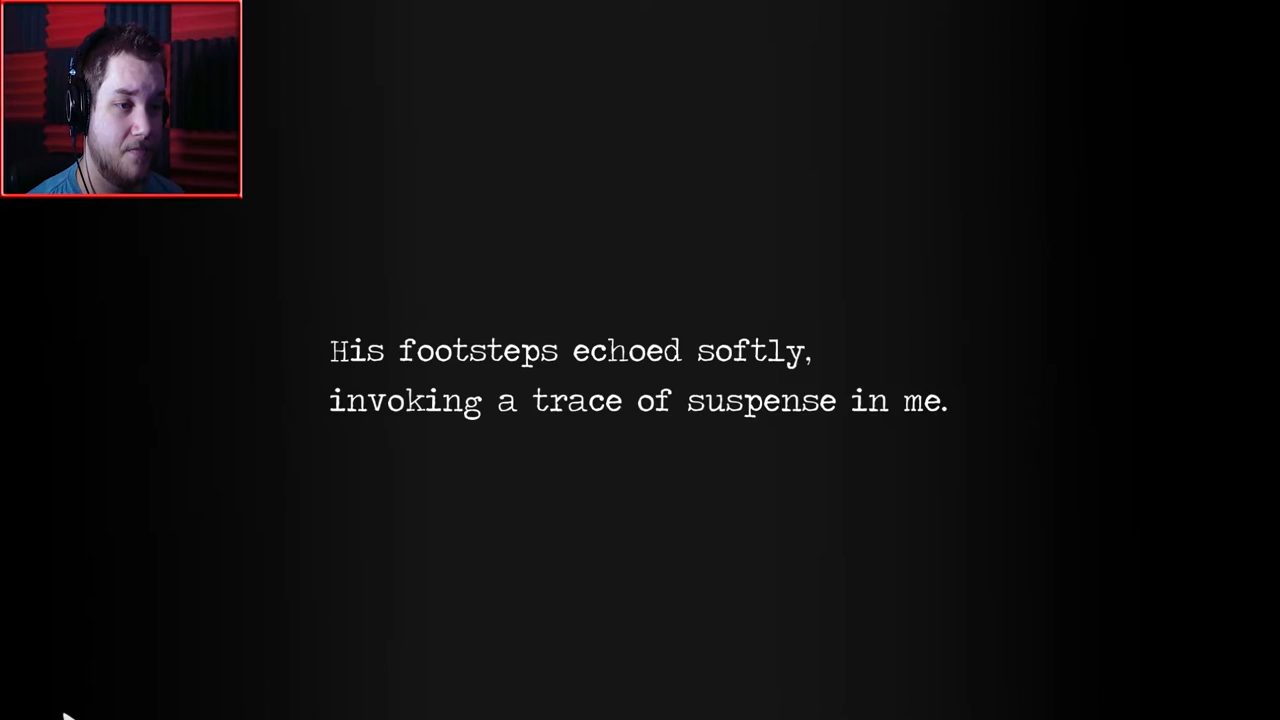 His footsteps echoed softly,
invoking a trace of suspense in me.